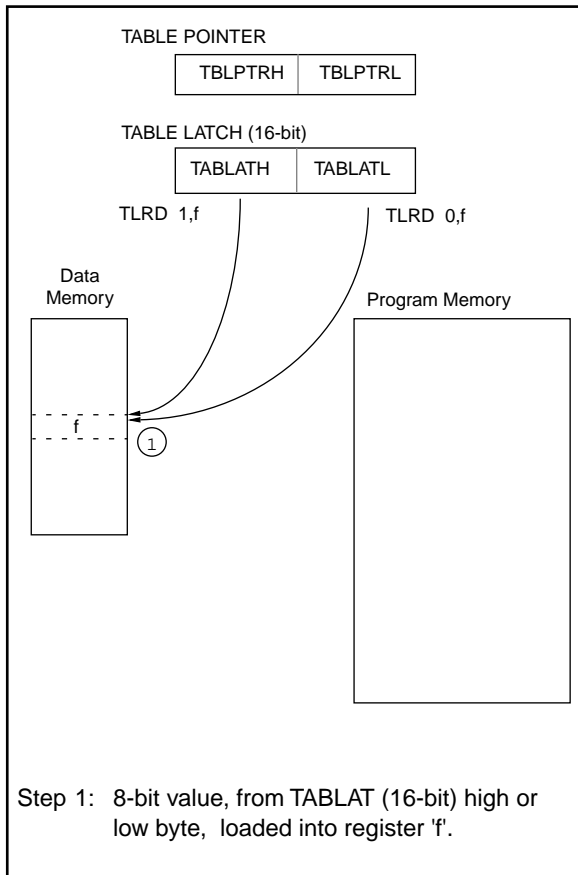 TABLE POINTER
TBLPTRH TBLPTRL
TABLE LATCH (16-bit)
TABLATH TABLATL
TLRD 1,f TLRD 0,f
Data
Memory
Program Memory
f
1
Step 1: 8-bit value, from TABLAT (16-bit) high or
low byte, loaded into register 'f'.